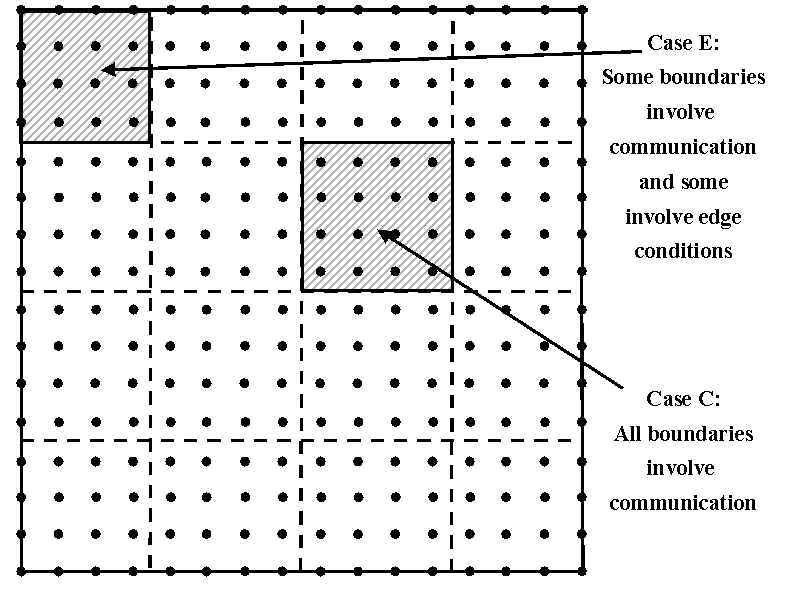 Case E:
Some boundaries
involve
communication
and some
involve edge
conditions
Case C:
All boundaries
involve
communication